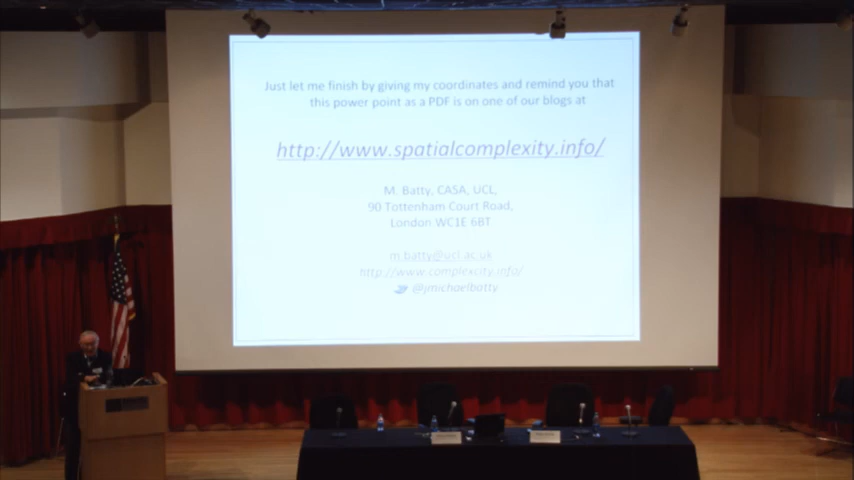 Just let me finish by giving my coordinates and remind you that
this power point as a PDF is on one of our blogs at
http://www.spatialcomplexity.info/
M. Batty, CASA, UCL,
90 Tottenham Court Road,
London WC1E 6BT
m.batty@ucl.ac.uk
http://www.complexcity.info/
@jmichaelbatty